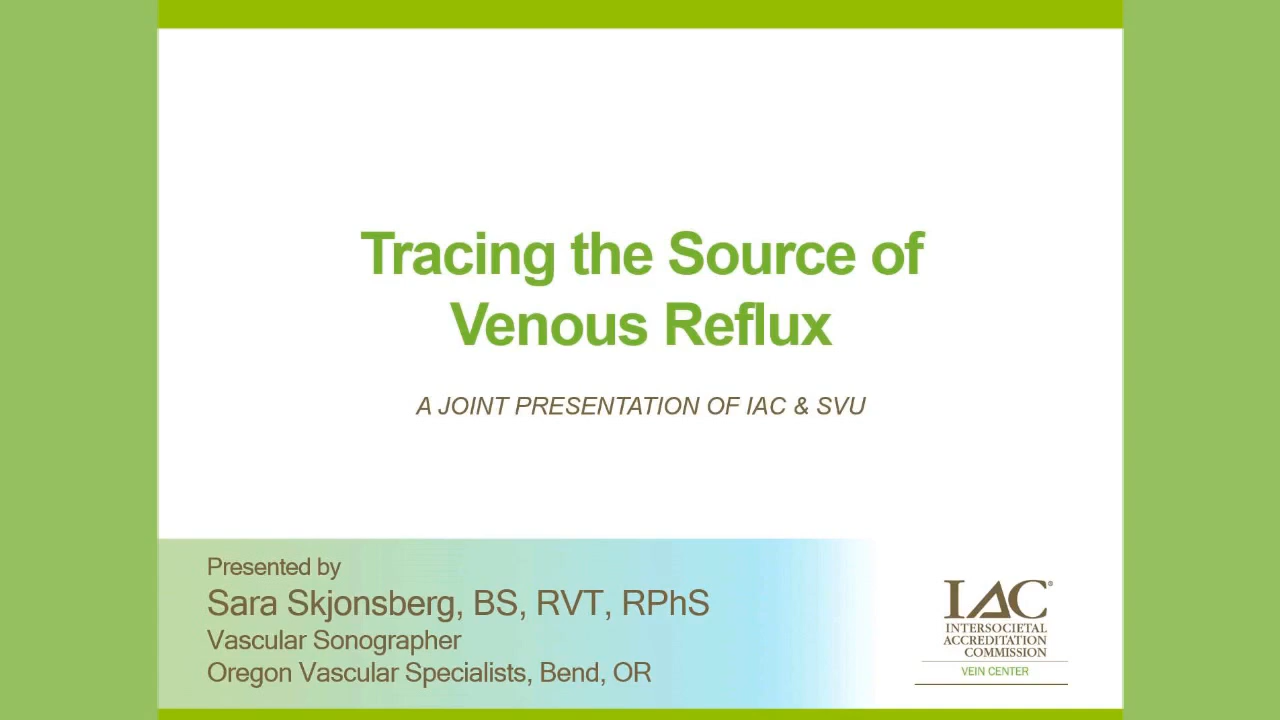 Tracing the Source of
Venous Reflux
A JOINT PRESENTATION OF IAC & SVU
Presented by
Sara Skjonsberg, BS, RVT, RPhS
Vascular Sonographer
Oregon Vascular Specialists, Bend, OR
IAC®
INTERSOCIETAL
ACCREDITATION
COMMISSION
VEIN CENTER